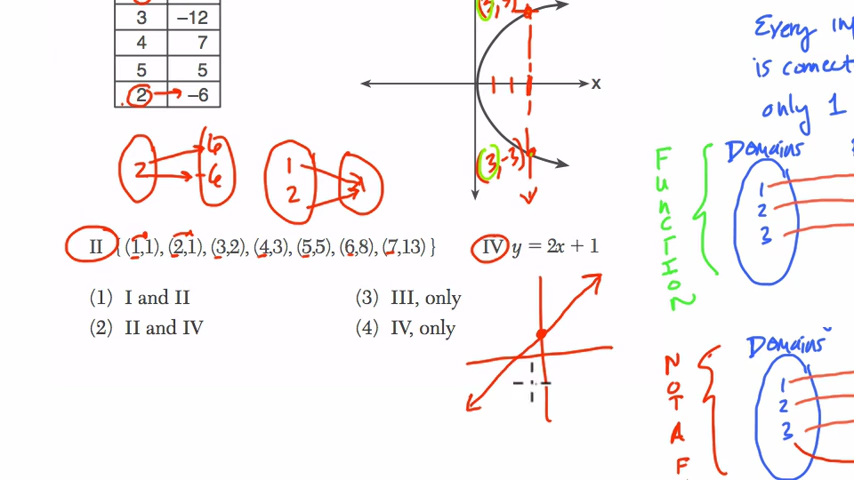 3 −12
4 7
5 5
2 −6
(3,
x
(3,-3)
2 6
-6
1
2 3
II { (1,1), (2,1), (3,2), (4,3), (5,5), (6,8), (7,13) }
IV y = 2x + 1
(1) I and II (3) III, only
(2) II and IV (4) IV, only
Every in
is connect
only 1
FUNCTION
Domains
1
2
3
NOT A F
Domains
1
2
3